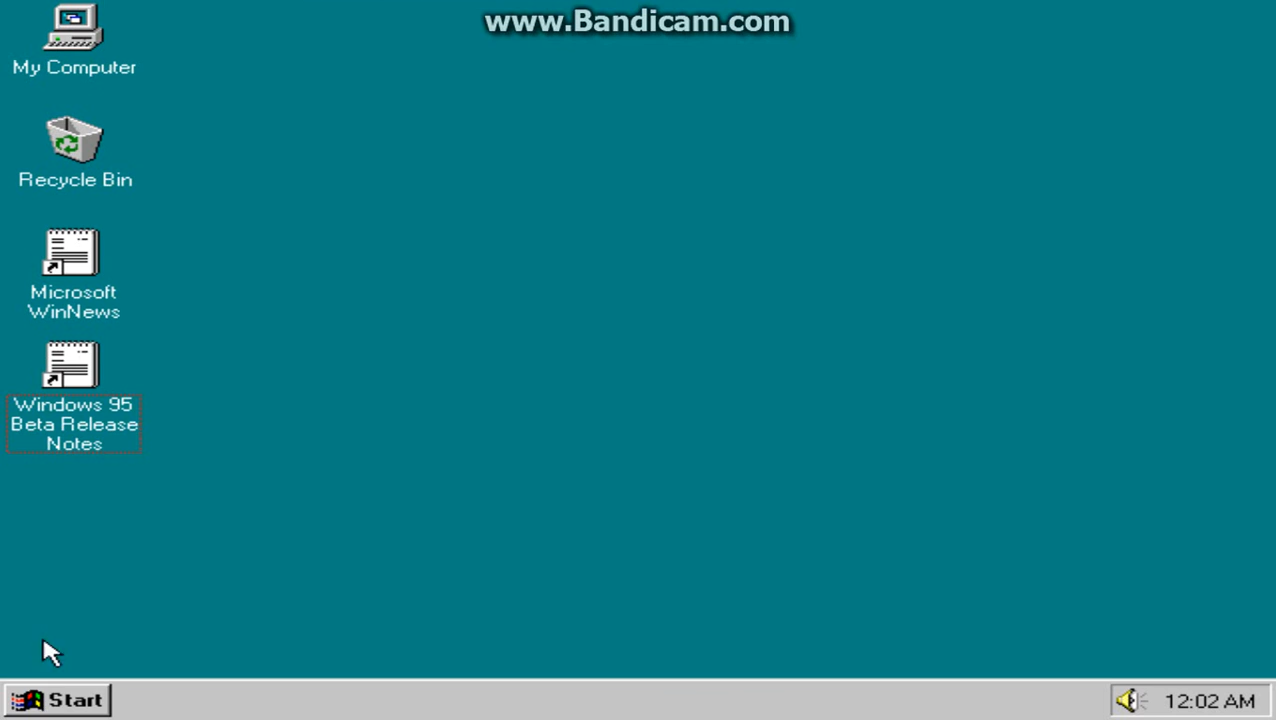 www.Bandicam.com
My Computer
Recycle Bin
Microsoft
WinNews
Windows 95
Beta Release
Notes
Start
12:02 AM